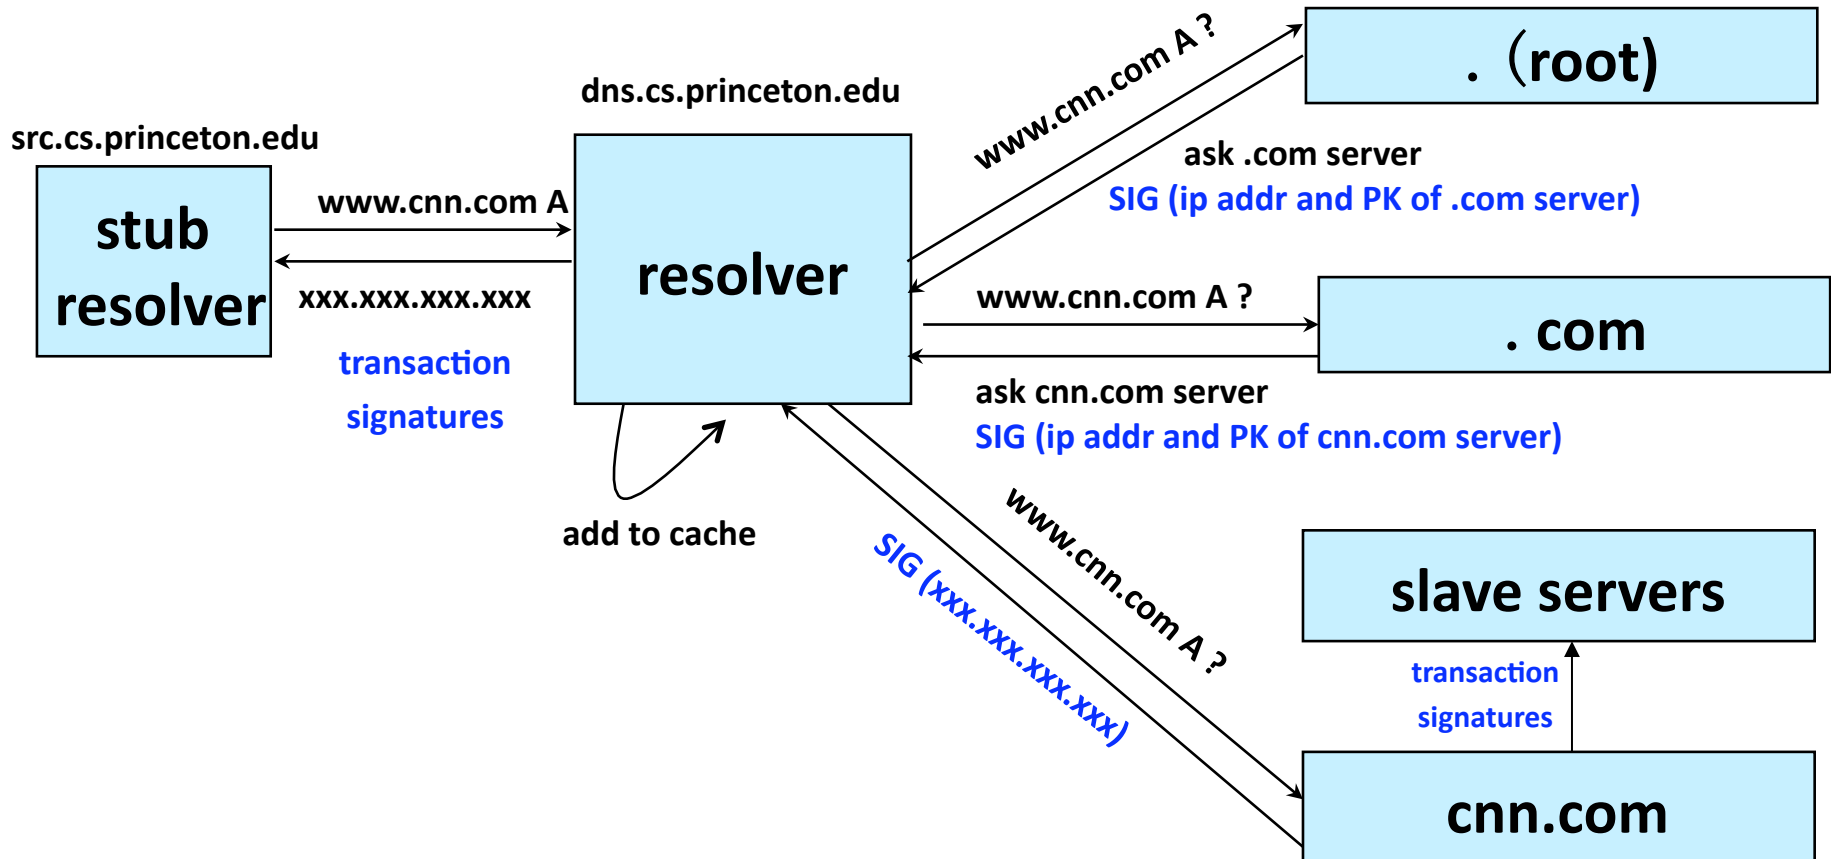 src.cs.princeton.edu
stub
resolver
www.cnn.com A
xxx.xxx.xxx.xxx
transaction
signatures
dns.cs.princeton.edu
resolver
add to cache
www.cnn.com A ?
. (root)
ask .com server
SIG (ip addr and PK of .com server)
www.cnn.com A ?
. com
ask cnn.com server
SIG (ip addr and PK of cnn.com server)
www.cnn.com A ?
SIG (xxx.xxx.xxx.xxx)
slave servers
transaction
signatures
cnn.com